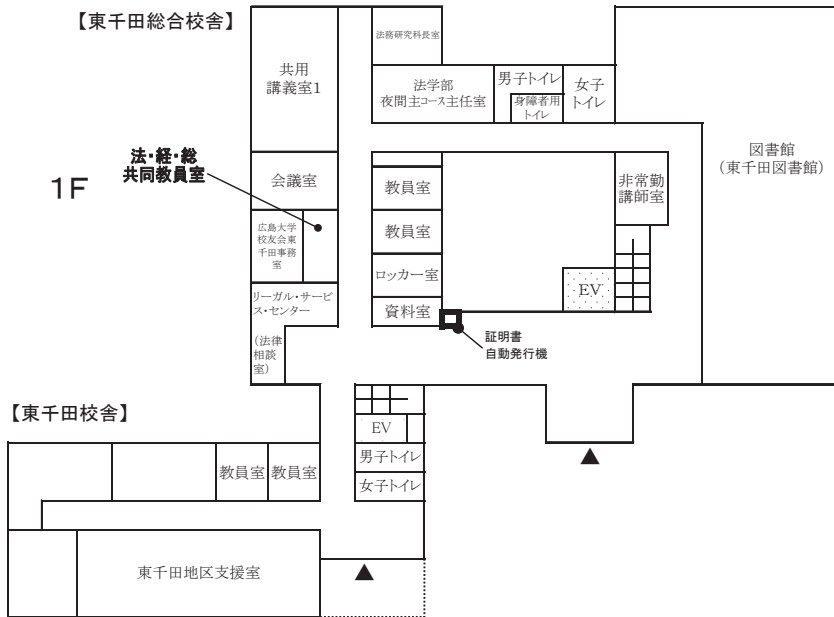 【東千田総合校舎】
法務研究科長室
共用
講義室1
法学部
夜間主コース主任室
男子トイレ
身障者用
トイレ
女子
トイレ
図書館
(東千田図書館)
1F
法・経・総
共同教員室
会議室
教員室
非常勤
講師室
広島大学
校友会東
千田事務
室
教員室
ロッカー室
EV
リーガル・サービ
ス・センター
資料室
(法律
相談
室)
証明書
自動発行機
【東千田校舎】
EV
教員室
教員室
男子トイレ
女子トイレ
東千田地区支援室